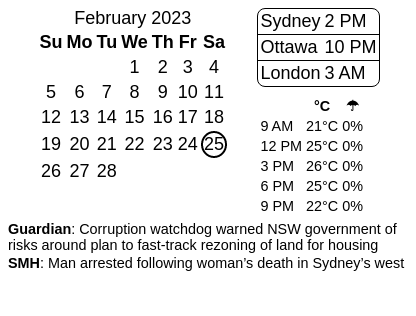 February 2023
Su Mo Tu We Th Fr Sa
1 2 3 4
5 6 7 8 9 10 11
12 13 14 15 16 17 18
19 20 21 22 23 24 25
26 27 28
Sydney 2 PM
Ottawa 10 PM
London 3 AM
°C ☂
9 AM 21°C 0%
12 PM 25°C 0%
3 PM 26°C 0%
6 PM 25°C 0%
9 PM 22°C 0%
Guardian: Corruption watchdog warned NSW government of
risks around plan to fast-track rezoning of land for housing
SMH: Man arrested following woman’s death in Sydney’s west